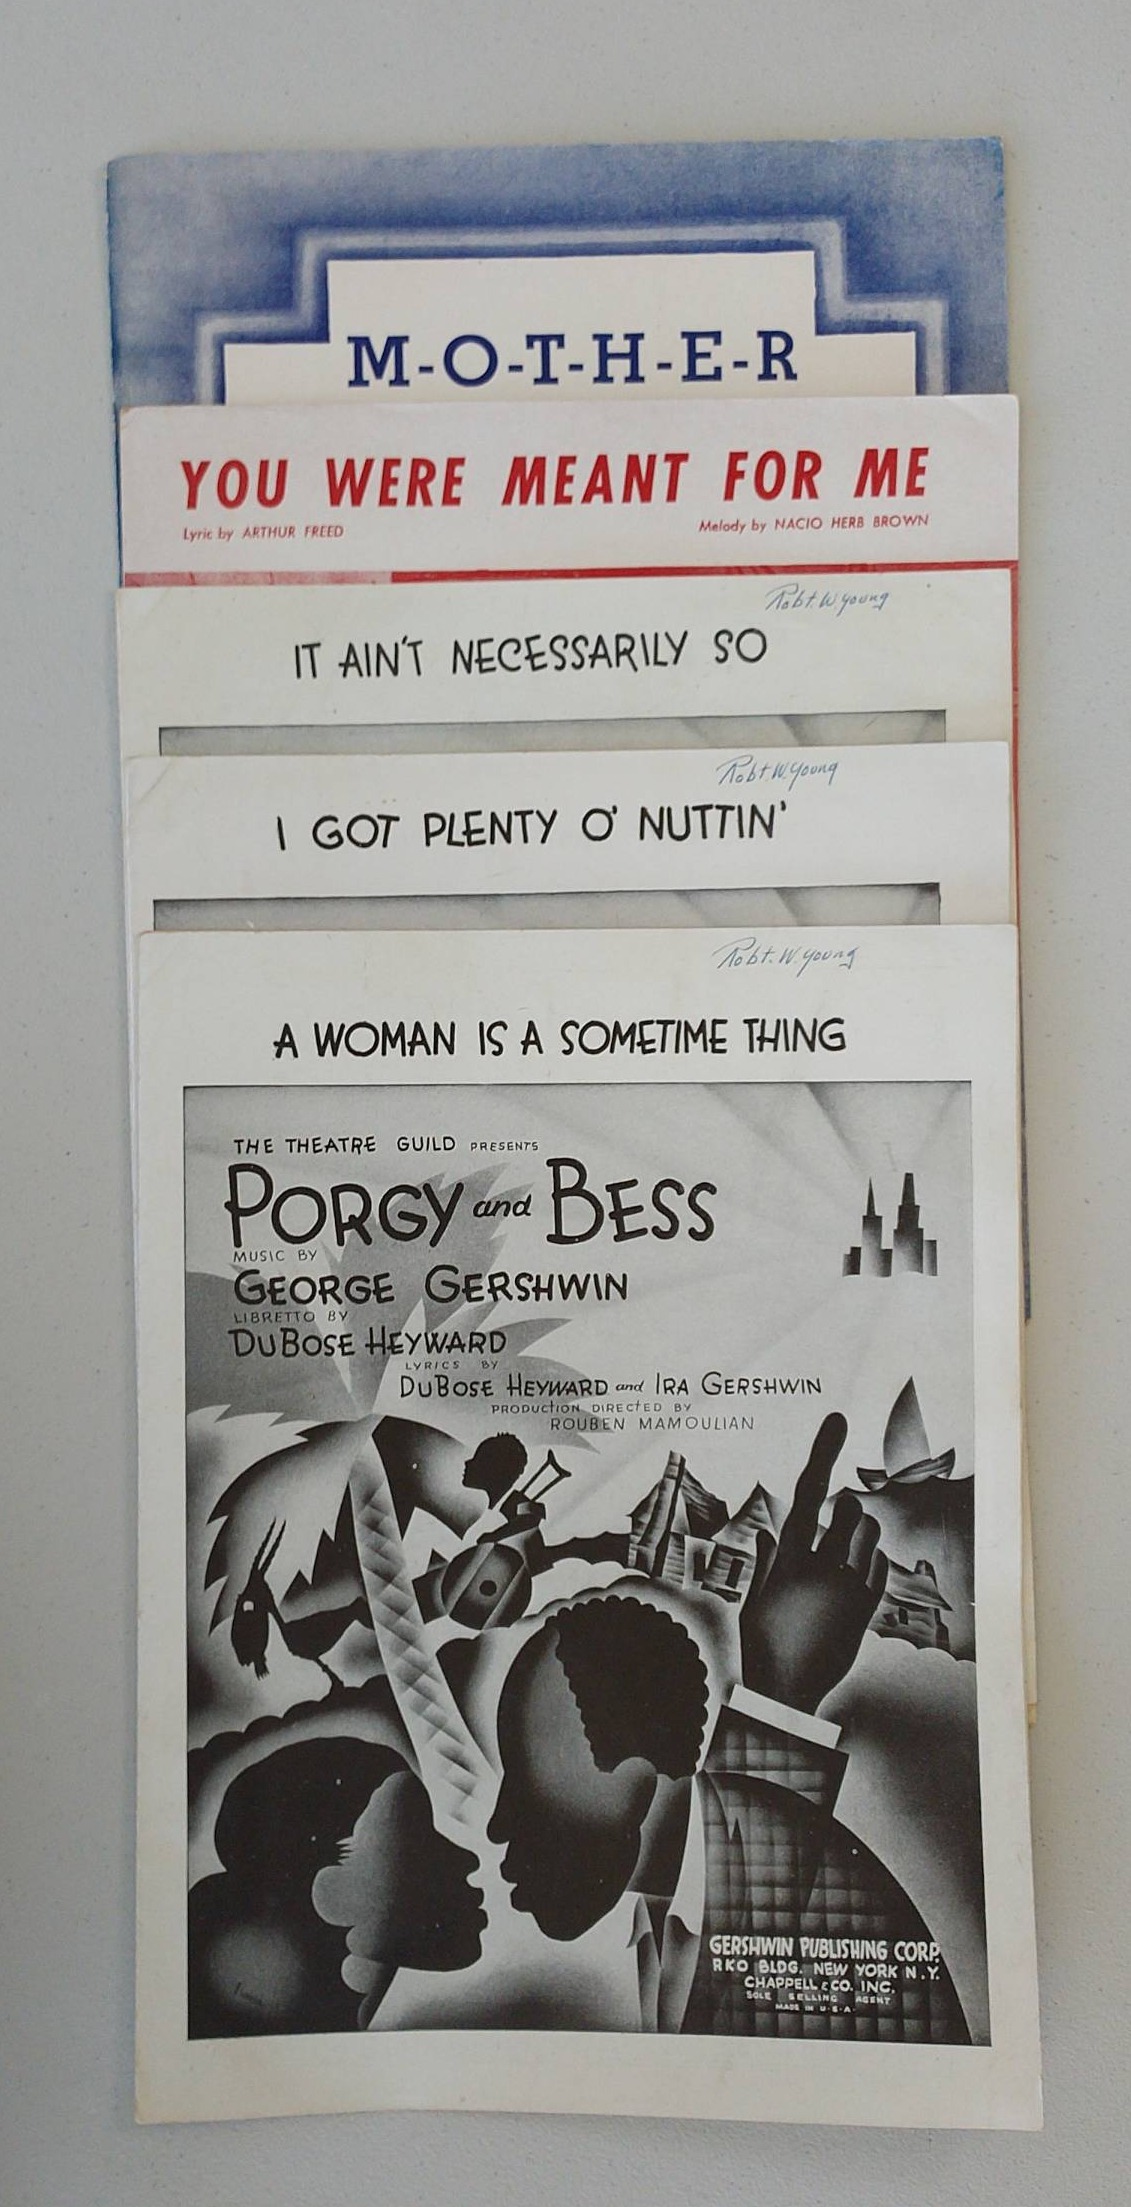 M-O-T-H-E-R
YOU WERE MEANT FOR ME
Lyric by ARTHUR FREED
Melody by NACIO HERB BROWN
Robt. W. Young
IT AIN'T NECESSARILY SO
Robt. W. Young
I GOT PLENTY O' NUTTIN'
Robt. W. Young
A WOMAN IS A SOMETIME THING
THE THEATRE GUILD PRESENTS
PORGY and BESS
MUSIC BY
GEORGE GERSHWIN
LIBRETTO BY
DUBOSE HEYWARD
LYRICS BY
DUBOSE HEYWARD and IRA GERSHWIN
PRODUCTION DIRECTED BY
ROUBEN MAMOULIAN
GERSHWIN PUBLISHING CORP.
RKO BLDG. NEW YORK N.Y.
CHAPPELL & CO. INC.
SOLE SELLING AGENT
MADE IN U·S·A·